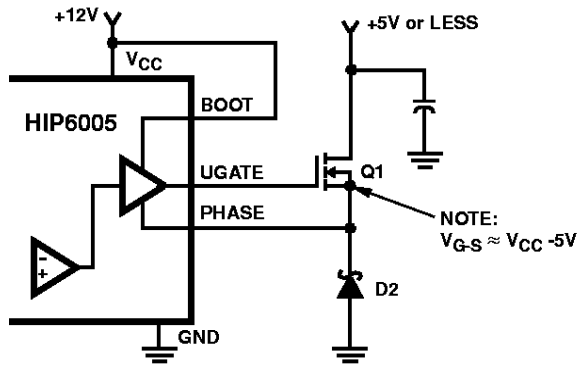 +12V
+5V or LESS
VCC
BOOT
HIP6005
UGATE
Q1
PHASE
NOTE:
VG-S ≈ VCC -5V
-
+
D2
GND